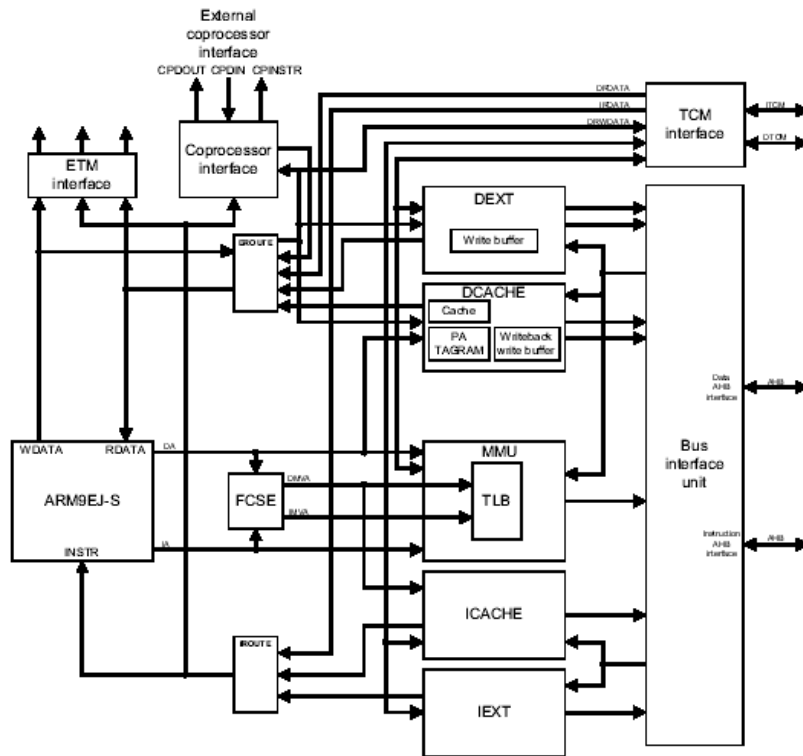 External
coprocessor
interface
CPDOUT CPDIN CPINSTR
DRDATA
IRDATA
DRWDATA
TCM
interface
ITCM
DTCM
ETM
interface
Coprocessor
interface
DROUTE
DEXT
Write buffer
DCACHE
Cache
PA
TAGRAM
Writeback
write buffer
Data
AHB
interface
AHB
Bus
interface
unit
Instruction
AHB
interface
AHB
WDATA RDATA
ARM9EJ-S
INSTR
DA
IA
FCSE
DMVA
IMVA
MMU
TLB
ICACHE
IROUTE
IEXT